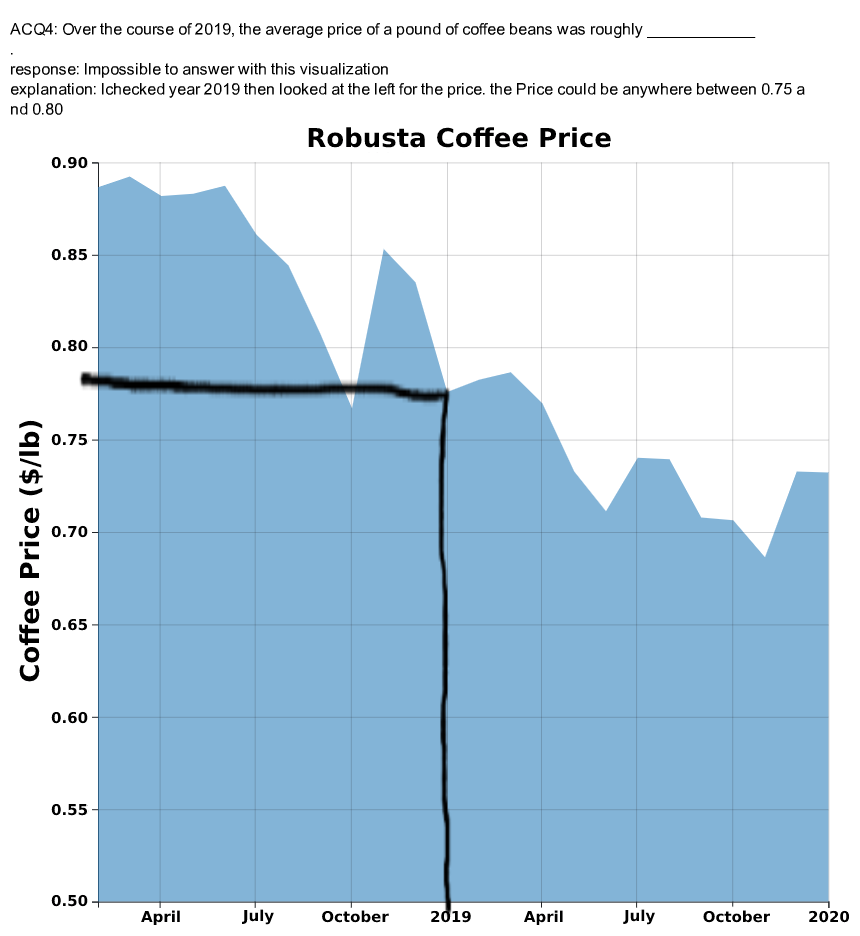 ACQ4: Over the course of 2019, the average price of a pound of coffee beans was roughly _____________
.
response: Impossible to answer with this visualization
explanation: Ichecked year 2019 then looked at the left for the price. the Price could be anywhere between 0.75 a
nd 0.80
Robusta Coffee Price
0.90
0.85
0.80
0.75
0.70
0.65
0.60
0.55
0.50
Coffee Price ($/lb)
April July October 2019 April July October 2020